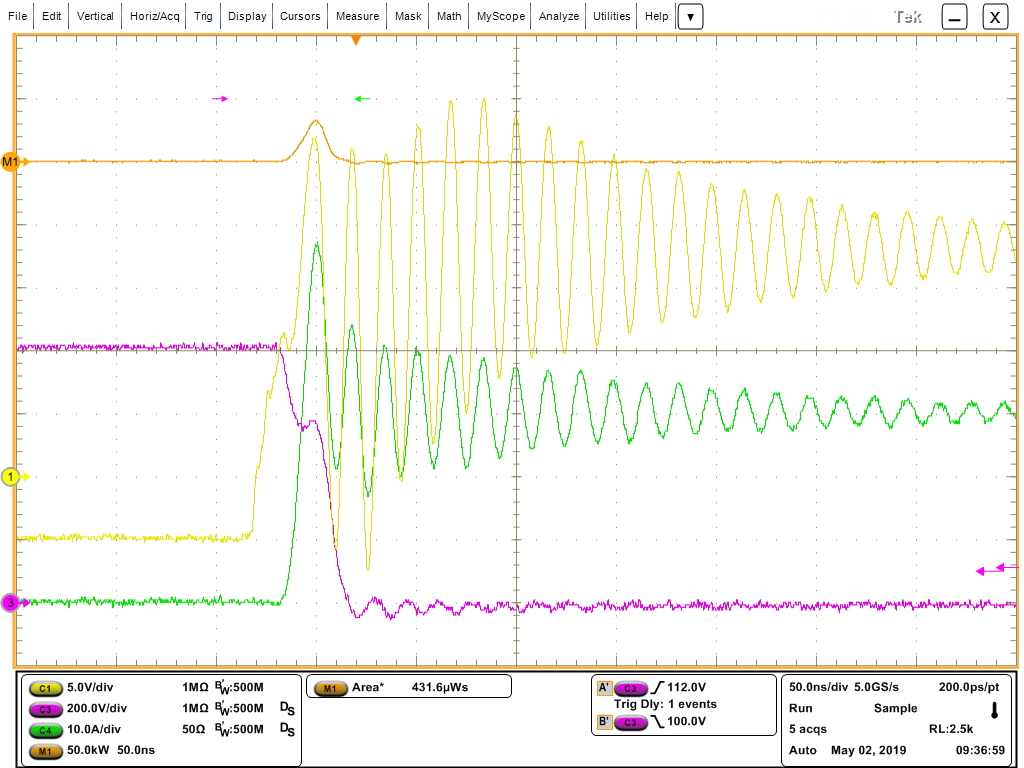 File Edit Vertical Horiz/Acq Trig Display Cursors Measure Mask Math MyScope Analyze Utilities Help Tek X
M1
1
3
C1 5.0V/div 1MΩ BW:500M
C3 200.0V/div 1MΩ BW:500M DS
C4 10.0A/div 50Ω BW:500M DS
M1 50.0kW 50.0ns
M1 Area* 431.6µWs
A' C3 112.0V
Trig Dly: 1 events
B' C3 100.0V
50.0ns/div 5.0GS/s 200.0ps/pt
Run Sample
5 acqs RL:2.5k
Auto May 02, 2019 09:36:59